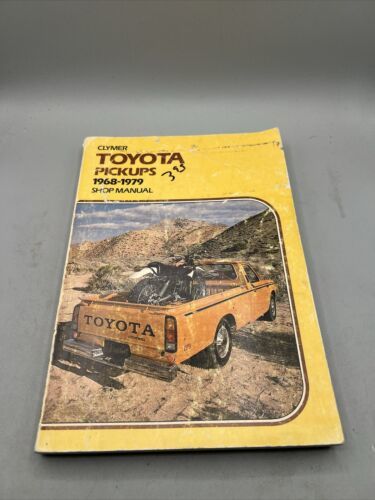 CLYMER
TOYOTA
PICKUPS
1968-1979
SHOP MANUAL
TOYOTA